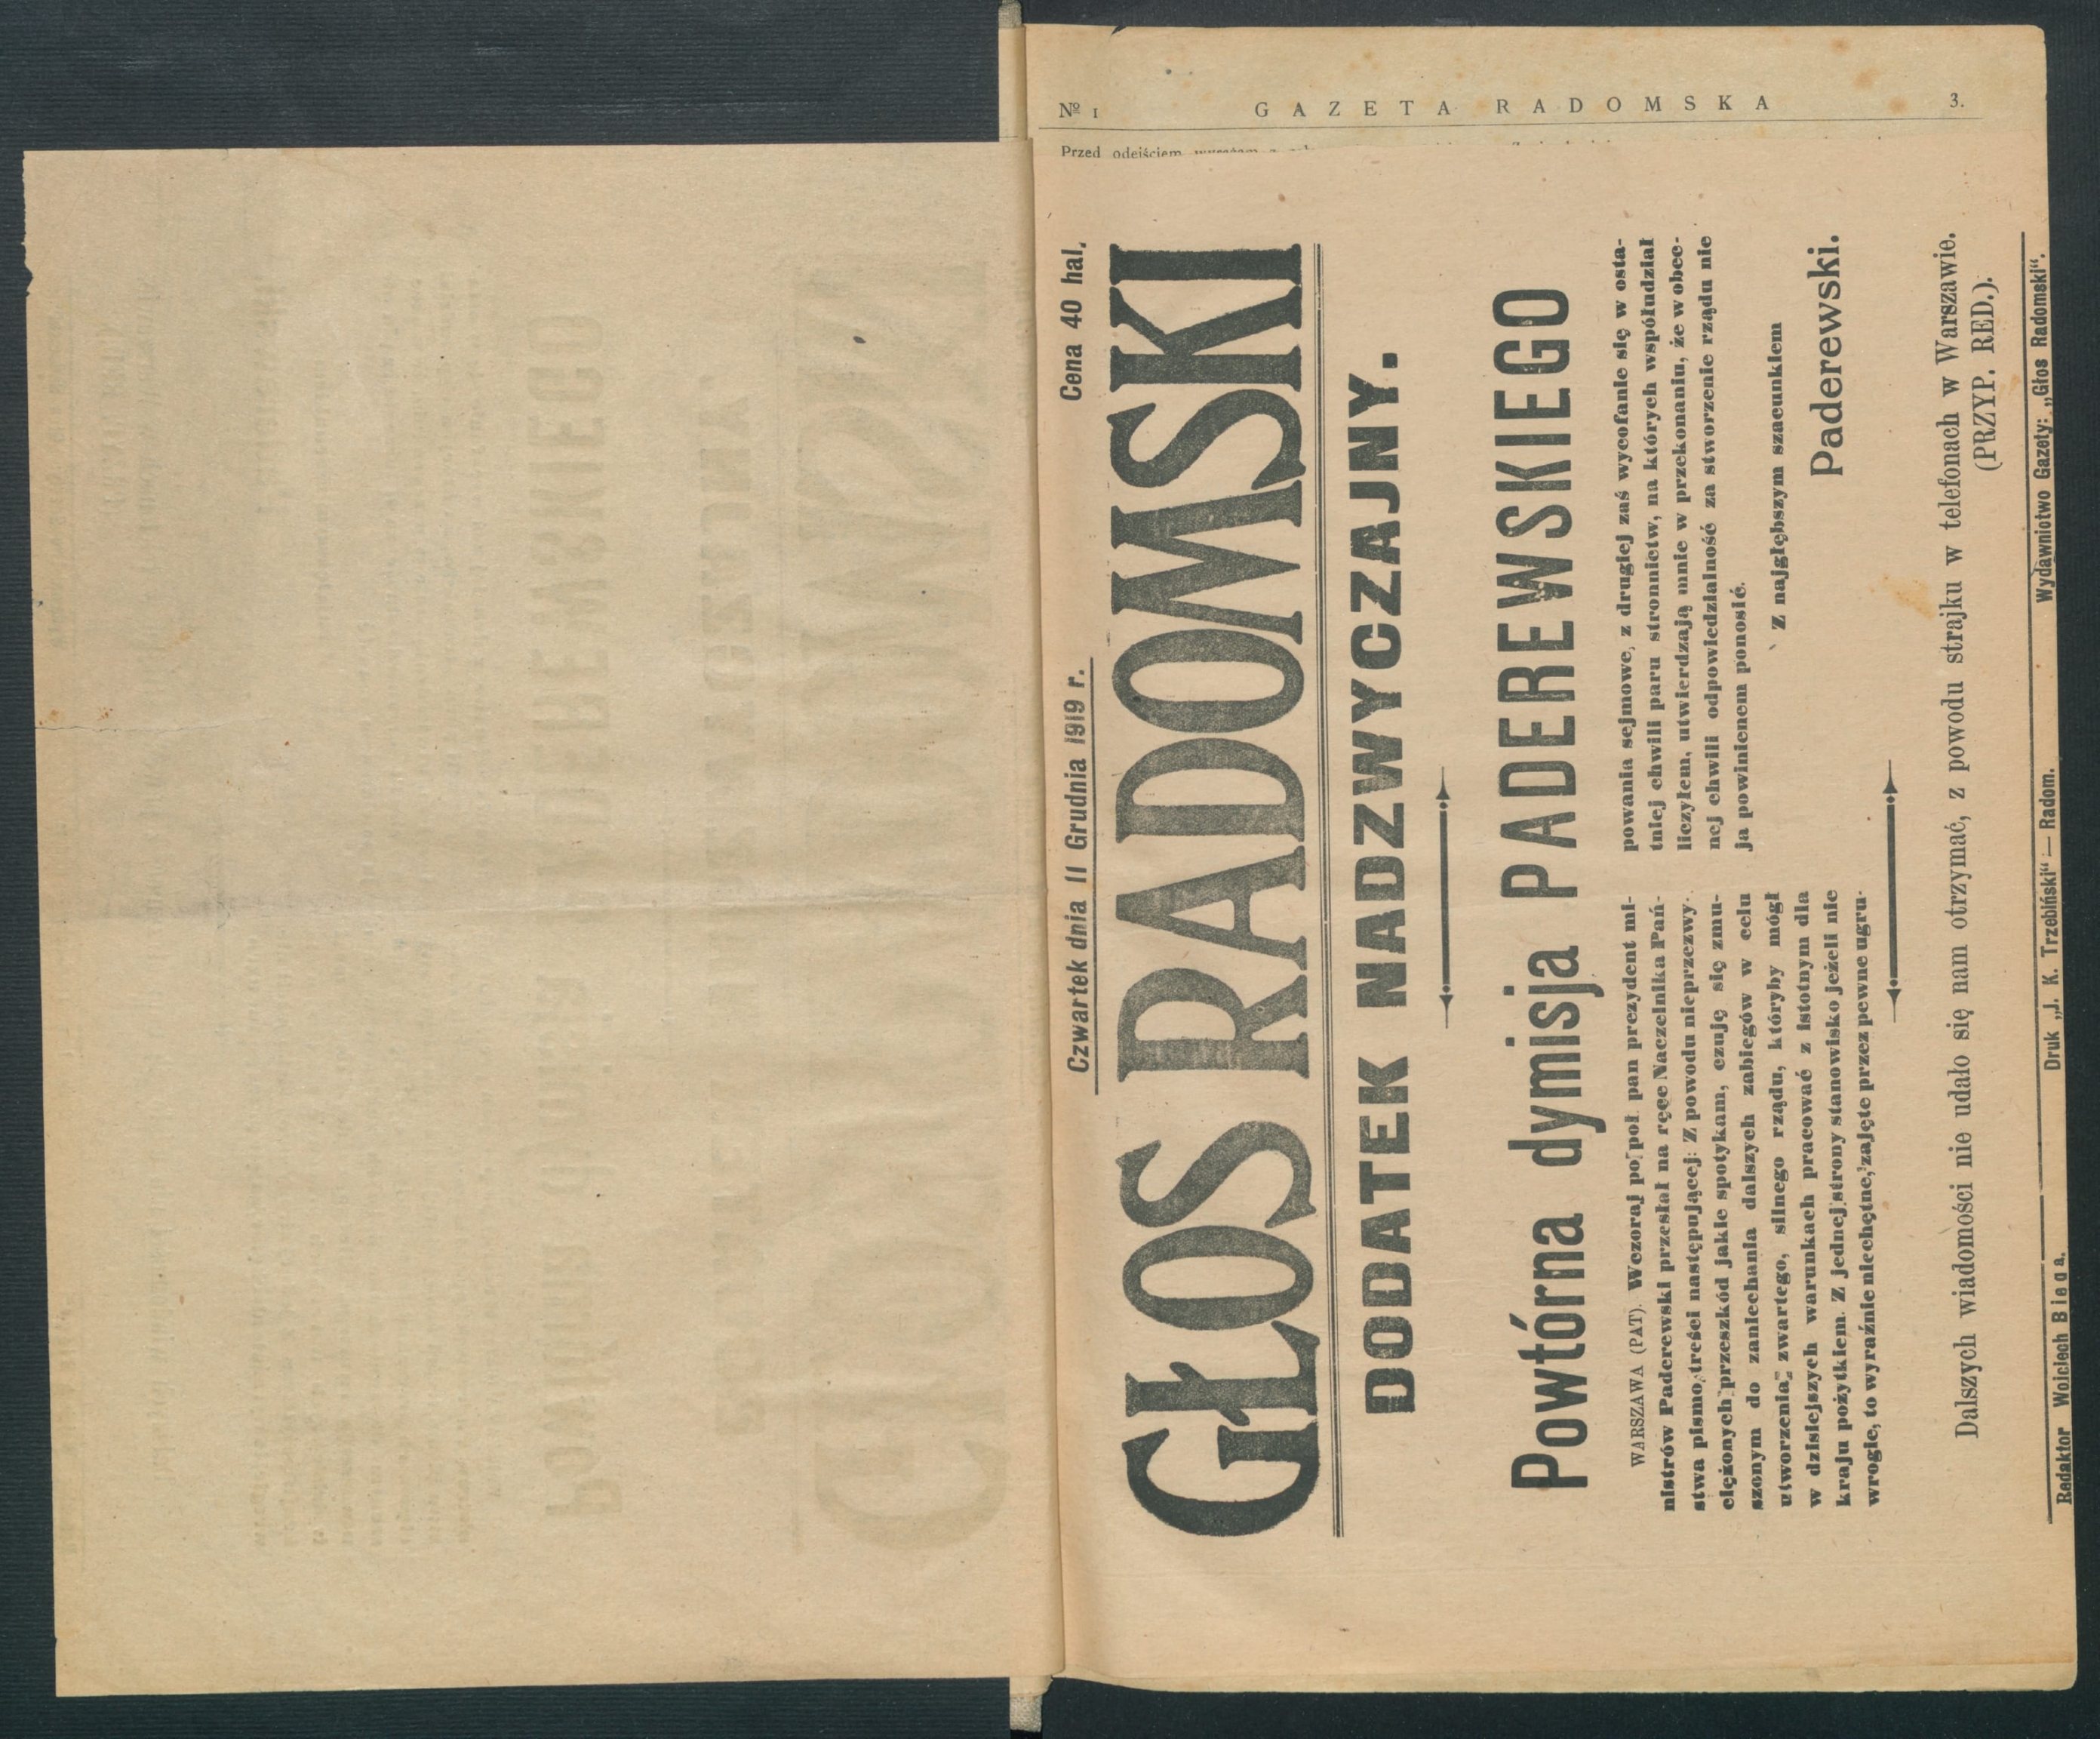 Nº 1 GAZETA RADOMSKA 3.
Przed odejściem wyrażam z
Czwartek dnia 11 Grudnia 1919 r. Cena 40 hal.
GŁOS RADOMSKI
DODATEK NADZWYCZAJNY.
Powtórna dymisja PADEREWSKIEGO
WARSZAWA (PAT). Wczoraj po poł. pan prezydent mi-
nistrów Paderewski przesłał na ręce Naczelnika Pań-
stwa pismo treści następującej: Z powodu nieprzezwy-
ciężonych przeszkód jakie spotykam, czuję się zmu-
szonym do zaniechania dalszych zabiegów w celu
utworzenia zwartego, silnego rządu, któryby mógł
w dzisiejszych warunkach pracować z istotnym dla
kraju pożytkiem. Z jednej strony stanowisko jeżeli nie
wrogie, to wyraźnie niechętne, zajęte przez pewne ugru-
powania sejmowe, z drugiej zaś wycofanie się w osta-
tniej chwili paru stronnictw, na których współudział
liczyłem, utwierdzają mnie w przekonaniu, że w obec-
nej chwili odpowiedzialność za stworzenie rządu nie
ja powinienem ponosić.
Z najgłębszym szacunkiem
Paderewski.
Dalszych wiadomości nie udało się nam otrzymać, z powodu strajku w telefonach w Warszawie.
(PRZYP. RED.).
Redaktor Wojciech Bieda. Druk „J. K. Trzebiński“ — Radom. Wydawnictwo Gazety: „Głos Radomski“.